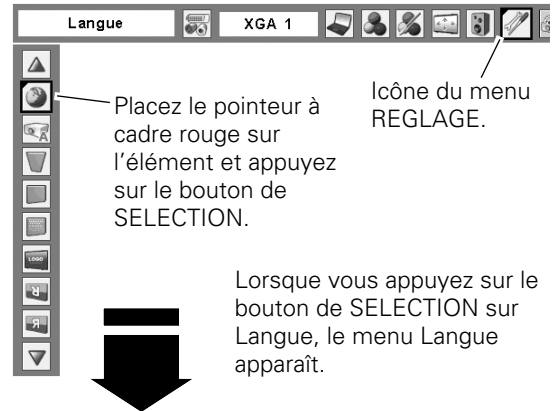 Langue
XGA 1
Icône du menu
REGLAGE.
Placez le pointeur à
cadre rouge sur
l'élément et appuyez
sur le bouton de
SELECTION.
A
LOGO
R
R
Lorsque vous appuyez sur le
bouton de SELECTION sur
Langue, le menu Langue
apparaît.